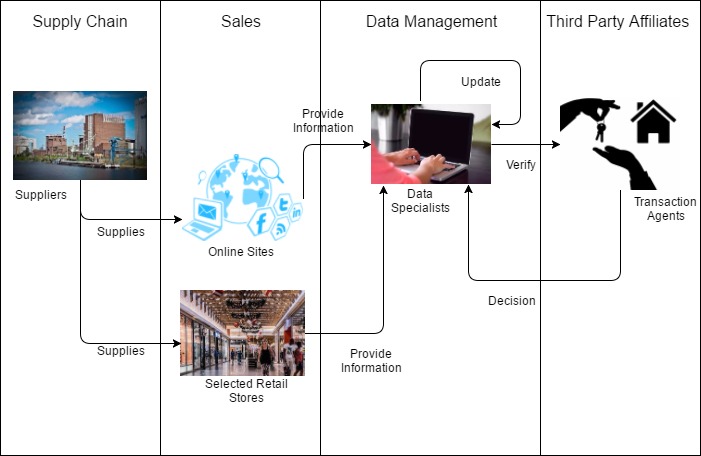 Supply Chain
Sales
Data Management
Third Party Affiliates
Update
Provide
Information
Verify
Suppliers
Data
Specialists
Transaction
Agents
Supplies
Online Sites
Decision
Supplies
Provide
Information
Selected Retail
Stores